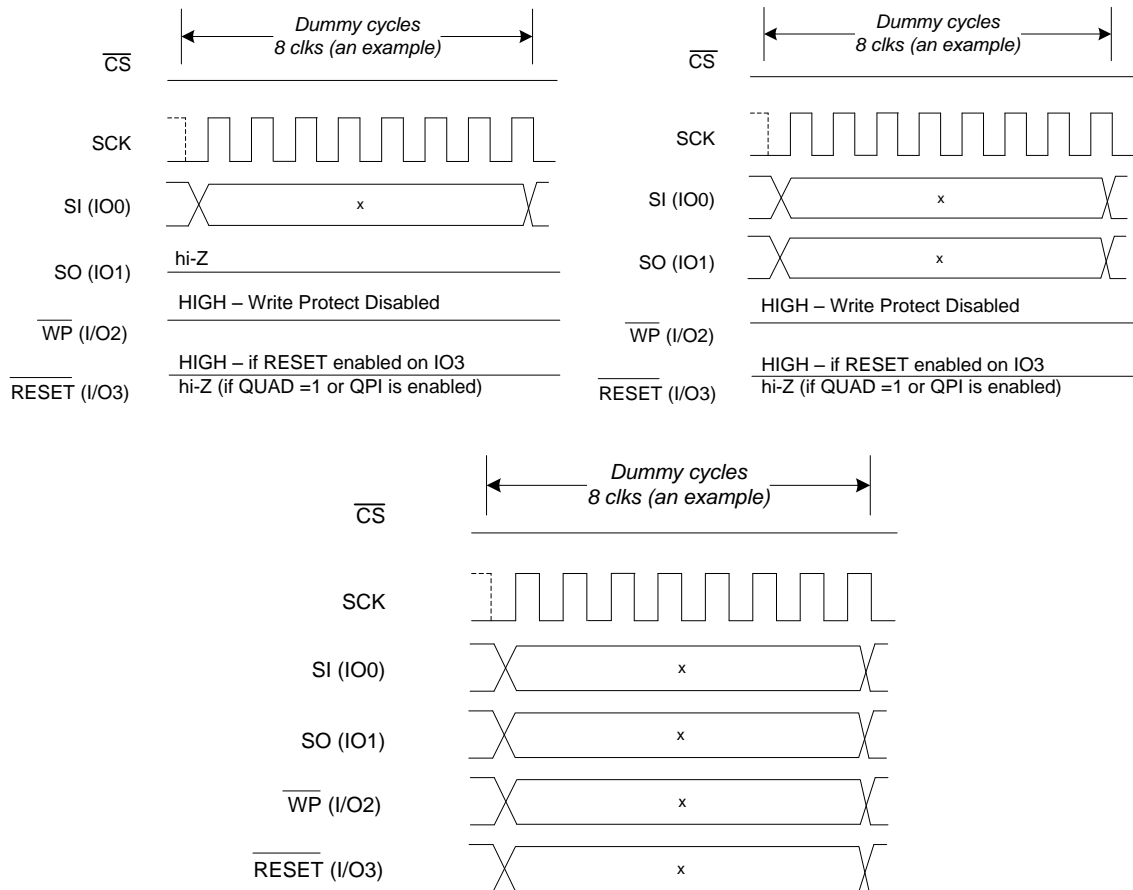 Dummy cycles
8 clks (an example)
CS
SCK
SI (IO0)
x
SO (IO1)
hi-Z
HIGH – Write Protect Disabled
WP (I/O2)
HIGH – if RESET enabled on IO3
RESET (I/O3)
hi-Z (if QUAD =1 or QPI is enabled)
Dummy cycles
8 clks (an example)
CS
SCK
SI (IO0)
x
SO (IO1)
x
HIGH – Write Protect Disabled
WP (I/O2)
HIGH – if RESET enabled on IO3
RESET (I/O3)
hi-Z (if QUAD =1 or QPI is enabled)
Dummy cycles
8 clks (an example)
CS
SCK
SI (IO0)
x
SO (IO1)
x
WP (I/O2)
x
RESET (I/O3)
x